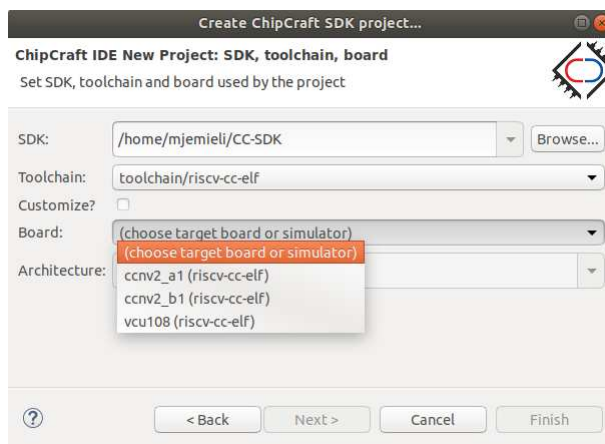 Create ChipCraft SDK project...
ChipCraft IDE New Project: SDK, toolchain, board
Set SDK, toolchain and board used by the project
SDK: /home/mjemieli/CC-SDK Browse...
Toolchain: toolchain/riscv-cc-elf
Customize?
Board: (choose target board or simulator)
(choose target board or simulator)
Architecture: ccnv2_a1 (riscv-cc-elf)
ccnv2_b1 (riscv-cc-elf)
vcu108 (riscv-cc-elf)
? < Back Next > Cancel Finish